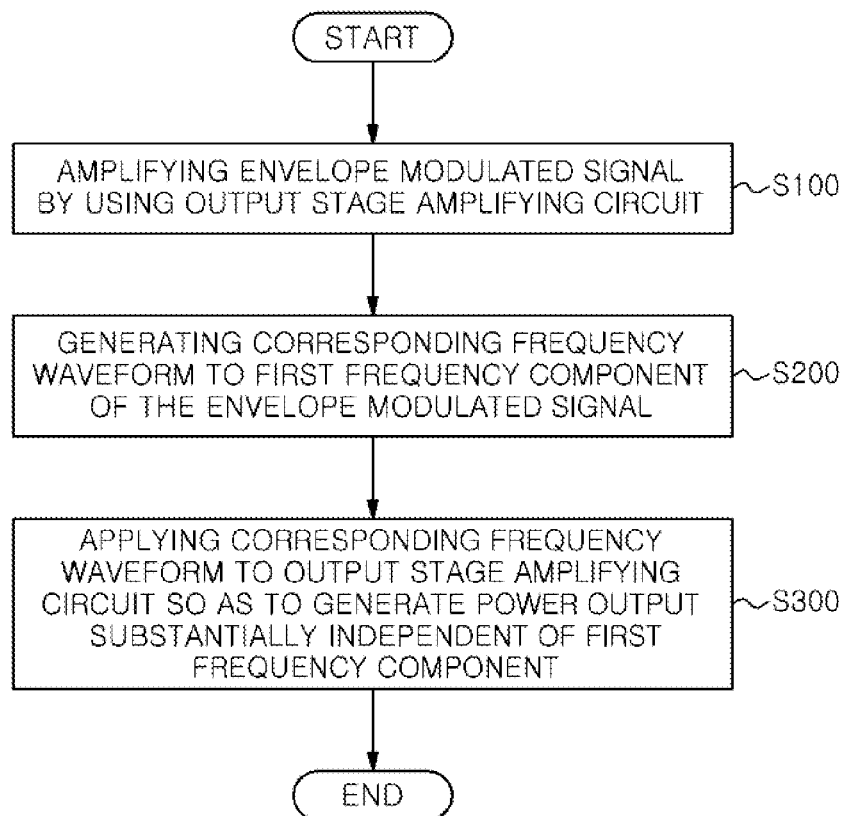 START
AMPLIFYING ENVELOPE MODULATED SIGNAL
BY USING OUTPUT STAGE AMPLIFYING CIRCUIT
S100
GENERATING CORRESPONDING FREQUENCY
WAVEFORM TO FIRST FREQUENCY COMPONENT
OF THE ENVELOPE MODULATED SIGNAL
S200
APPLYING CORRESPONDING FREQUENCY
WAVEFORM TO OUTPUT STAGE AMPLIFYING
CIRCUIT SO AS TO GENERATE POWER OUTPUT
SUBSTANTIALLY INDEPENDENT OF FIRST
FREQUENCY COMPONENT
S300
END